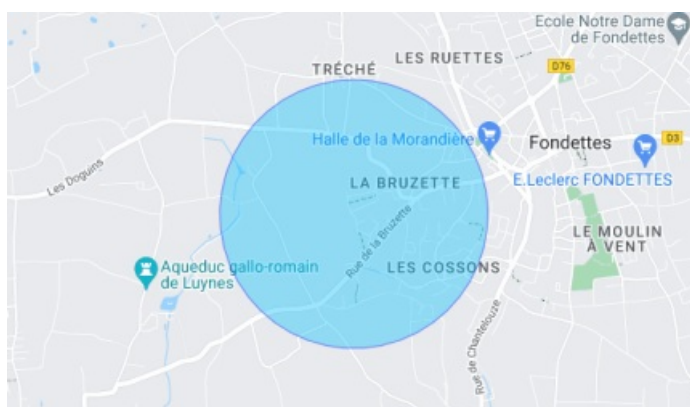 Ecole Notre Dame
de Fondettes
LES RUETTES
TRÉCHÉ
D76
Halle de la Morandière
Fondettes
D3
Les Doguins
LA BRUZETTE
E.Leclerc FONDETTES
Rue de la Bruzette
LE MOULIN
À VENT
Aqueduc gallo-romain
de Luynes
LES COSSONS
Rue de Chantelouze